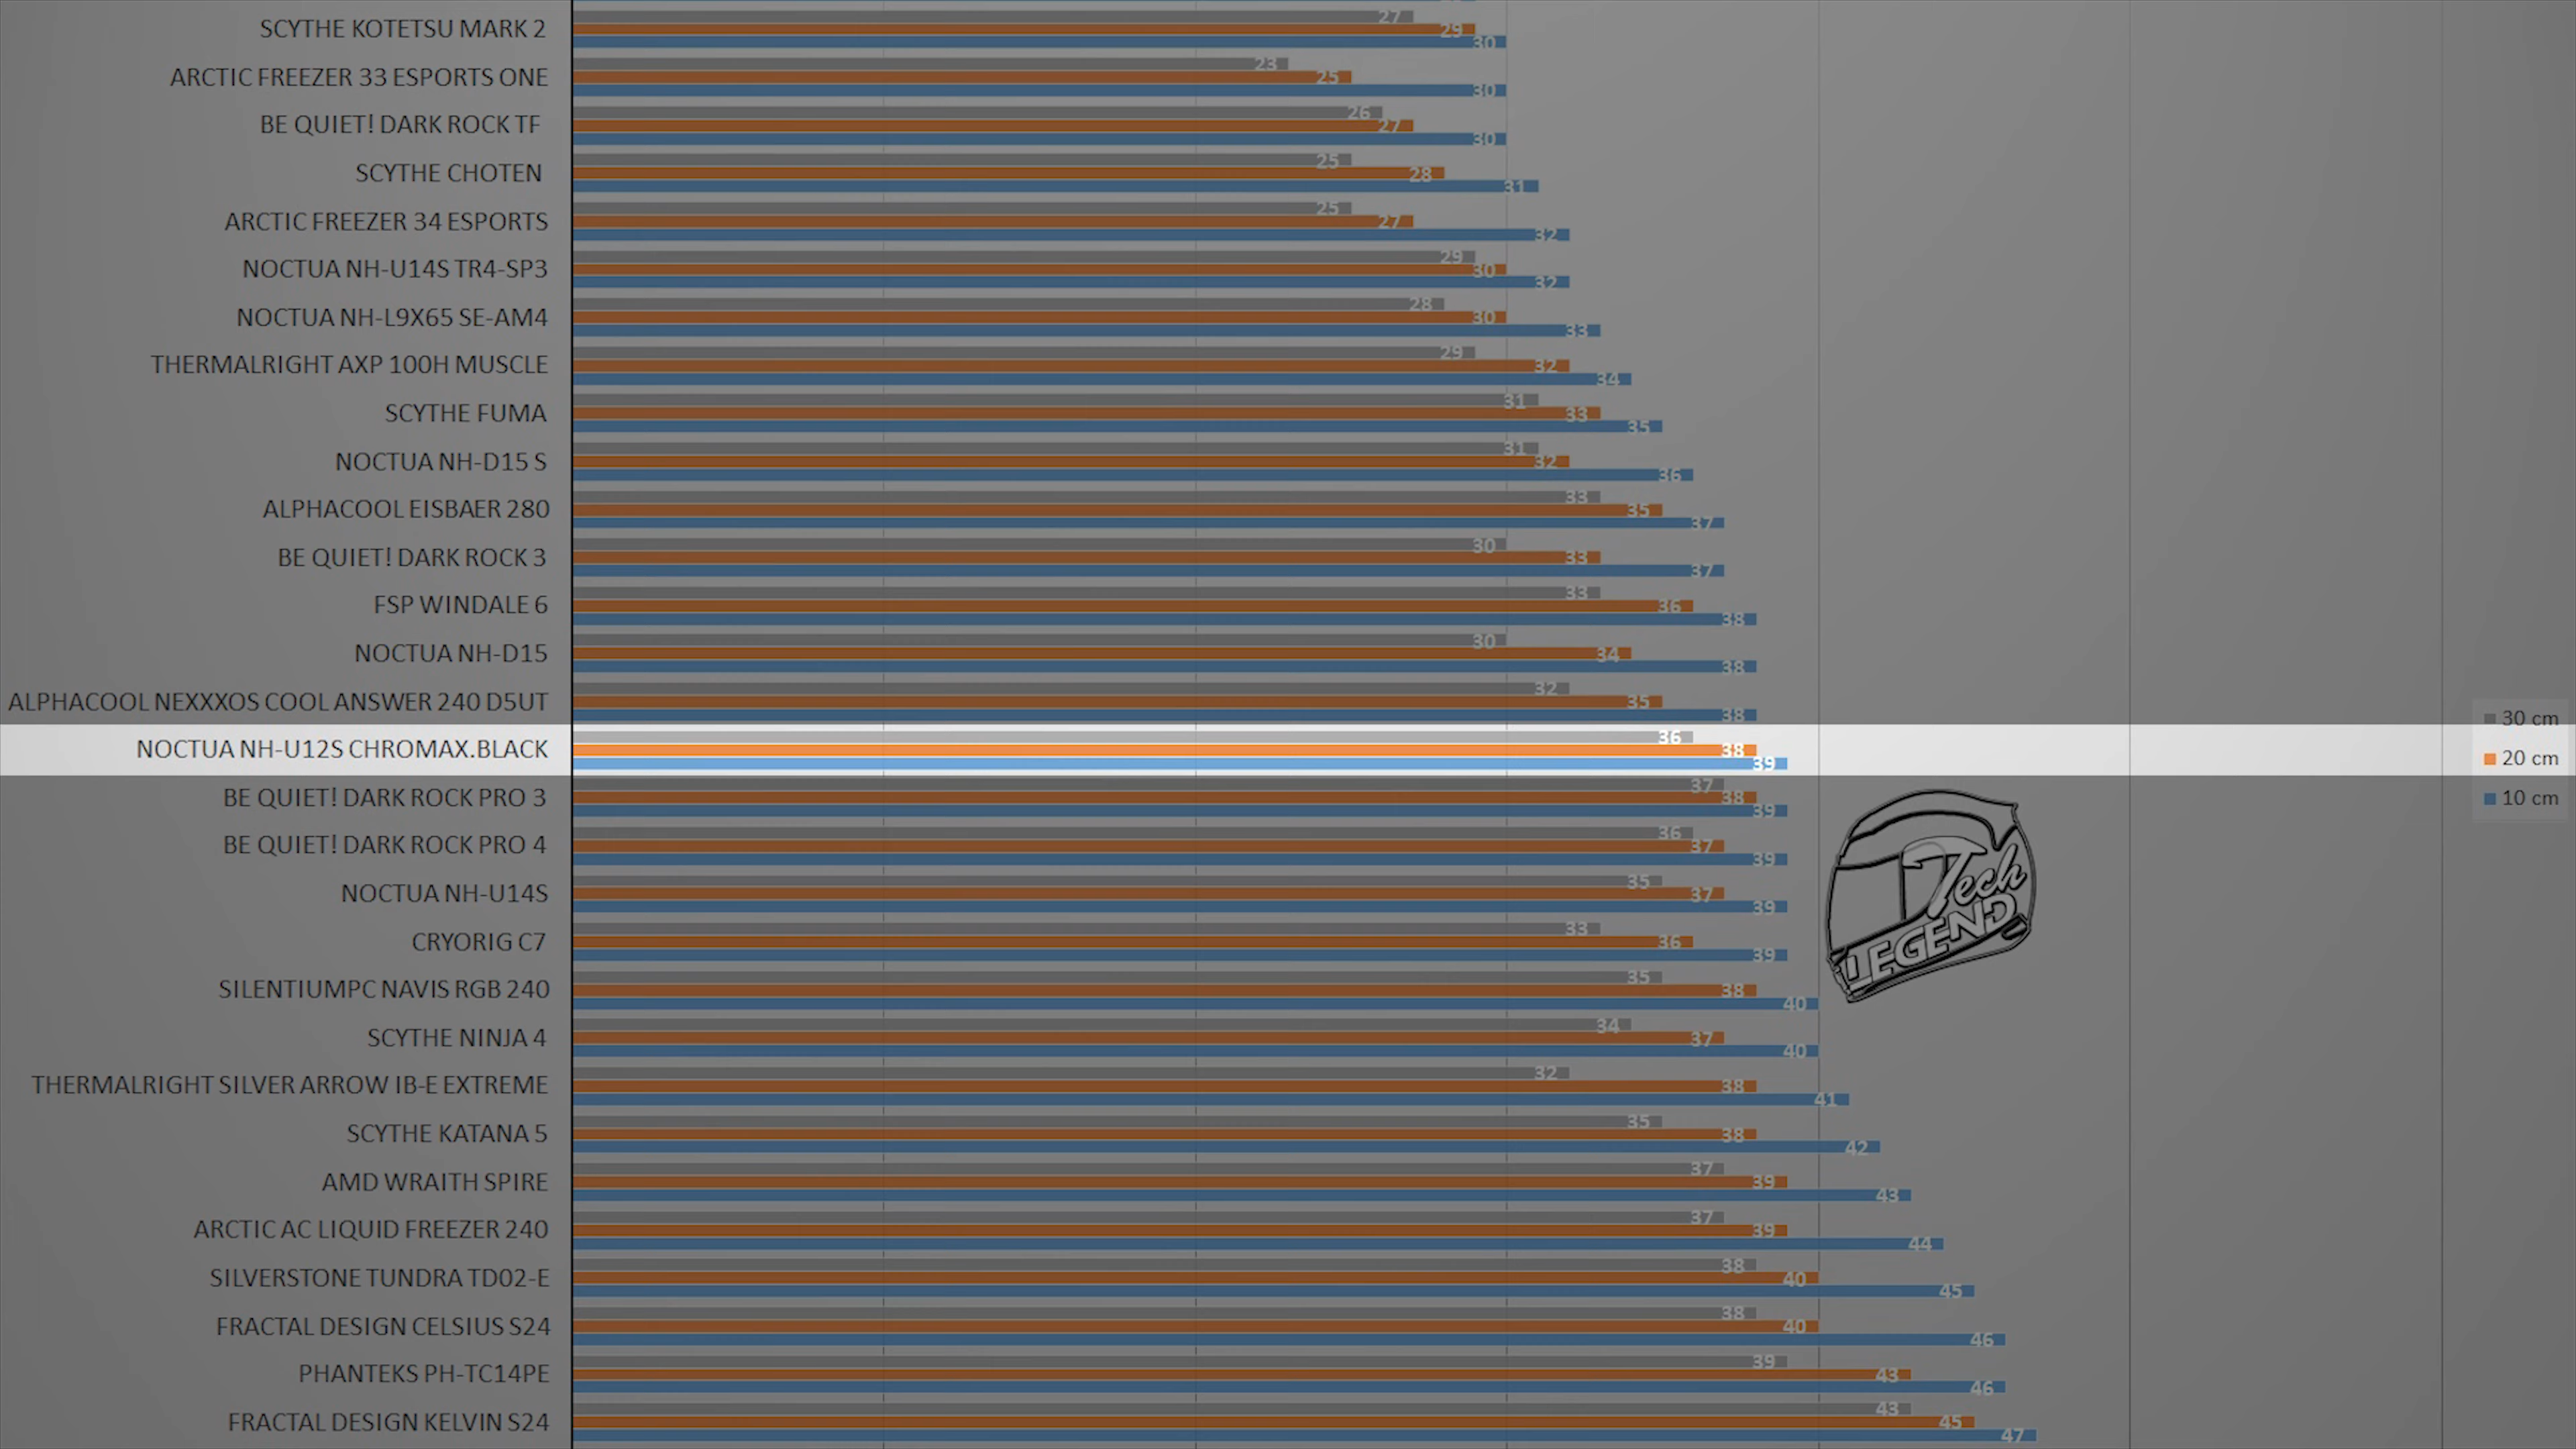 SCYTHE KOTETSU MARK 2
27
29
30
ARCTIC FREEZER 33 ESPORTS ONE
23
25
30
BE QUIET! DARK ROCK TF
26
27
30
SCYTHE CHOTEN
25
28
31
ARCTIC FREEZER 34 ESPORTS
25
27
32
NOCTUA NH-U14S TR4-SP3
29
30
32
NOCTUA NH-L9X65 SE-AM4
28
30
33
THERMALRIGHT AXP 100H MUSCLE
29
32
34
SCYTHE FUMA
31
33
35
NOCTUA NH-D15 S
31
32
36
ALPHACOOL EISBAER 280
33
35
37
BE QUIET! DARK ROCK 3
30
33
37
FSP WINDALE 6
33
36
38
NOCTUA NH-D15
30
34
38
ALPHACOOL NEXXXOS COOL ANSWER 240 D5UT
32
35
38
NOCTUA NH-U12S CHROMAX.BLACK
36
38
39
BE QUIET! DARK ROCK PRO 3
37
38
39
BE QUIET! DARK ROCK PRO 4
36
37
39
NOCTUA NH-U14S
35
37
39
CRYORIG C7
33
36
39
SILENTIUMPC NAVIS RGB 240
35
38
40
SCYTHE NINJA 4
34
37
40
THERMALRIGHT SILVER ARROW IB-E EXTREME
32
38
41
SCYTHE KATANA 5
35
38
42
AMD WRAITH SPIRE
37
39
43
ARCTIC AC LIQUID FREEZER 240
37
39
44
SILVERSTONE TUNDRA TD02-E
38
40
45
FRACTAL DESIGN CELSIUS S24
38
40
46
PHANTEKS PH-TC14PE
39
43
46
FRACTAL DESIGN KELVIN S24
43
45
47
30 cm
20 cm
10 cm
Tech
LEGEND